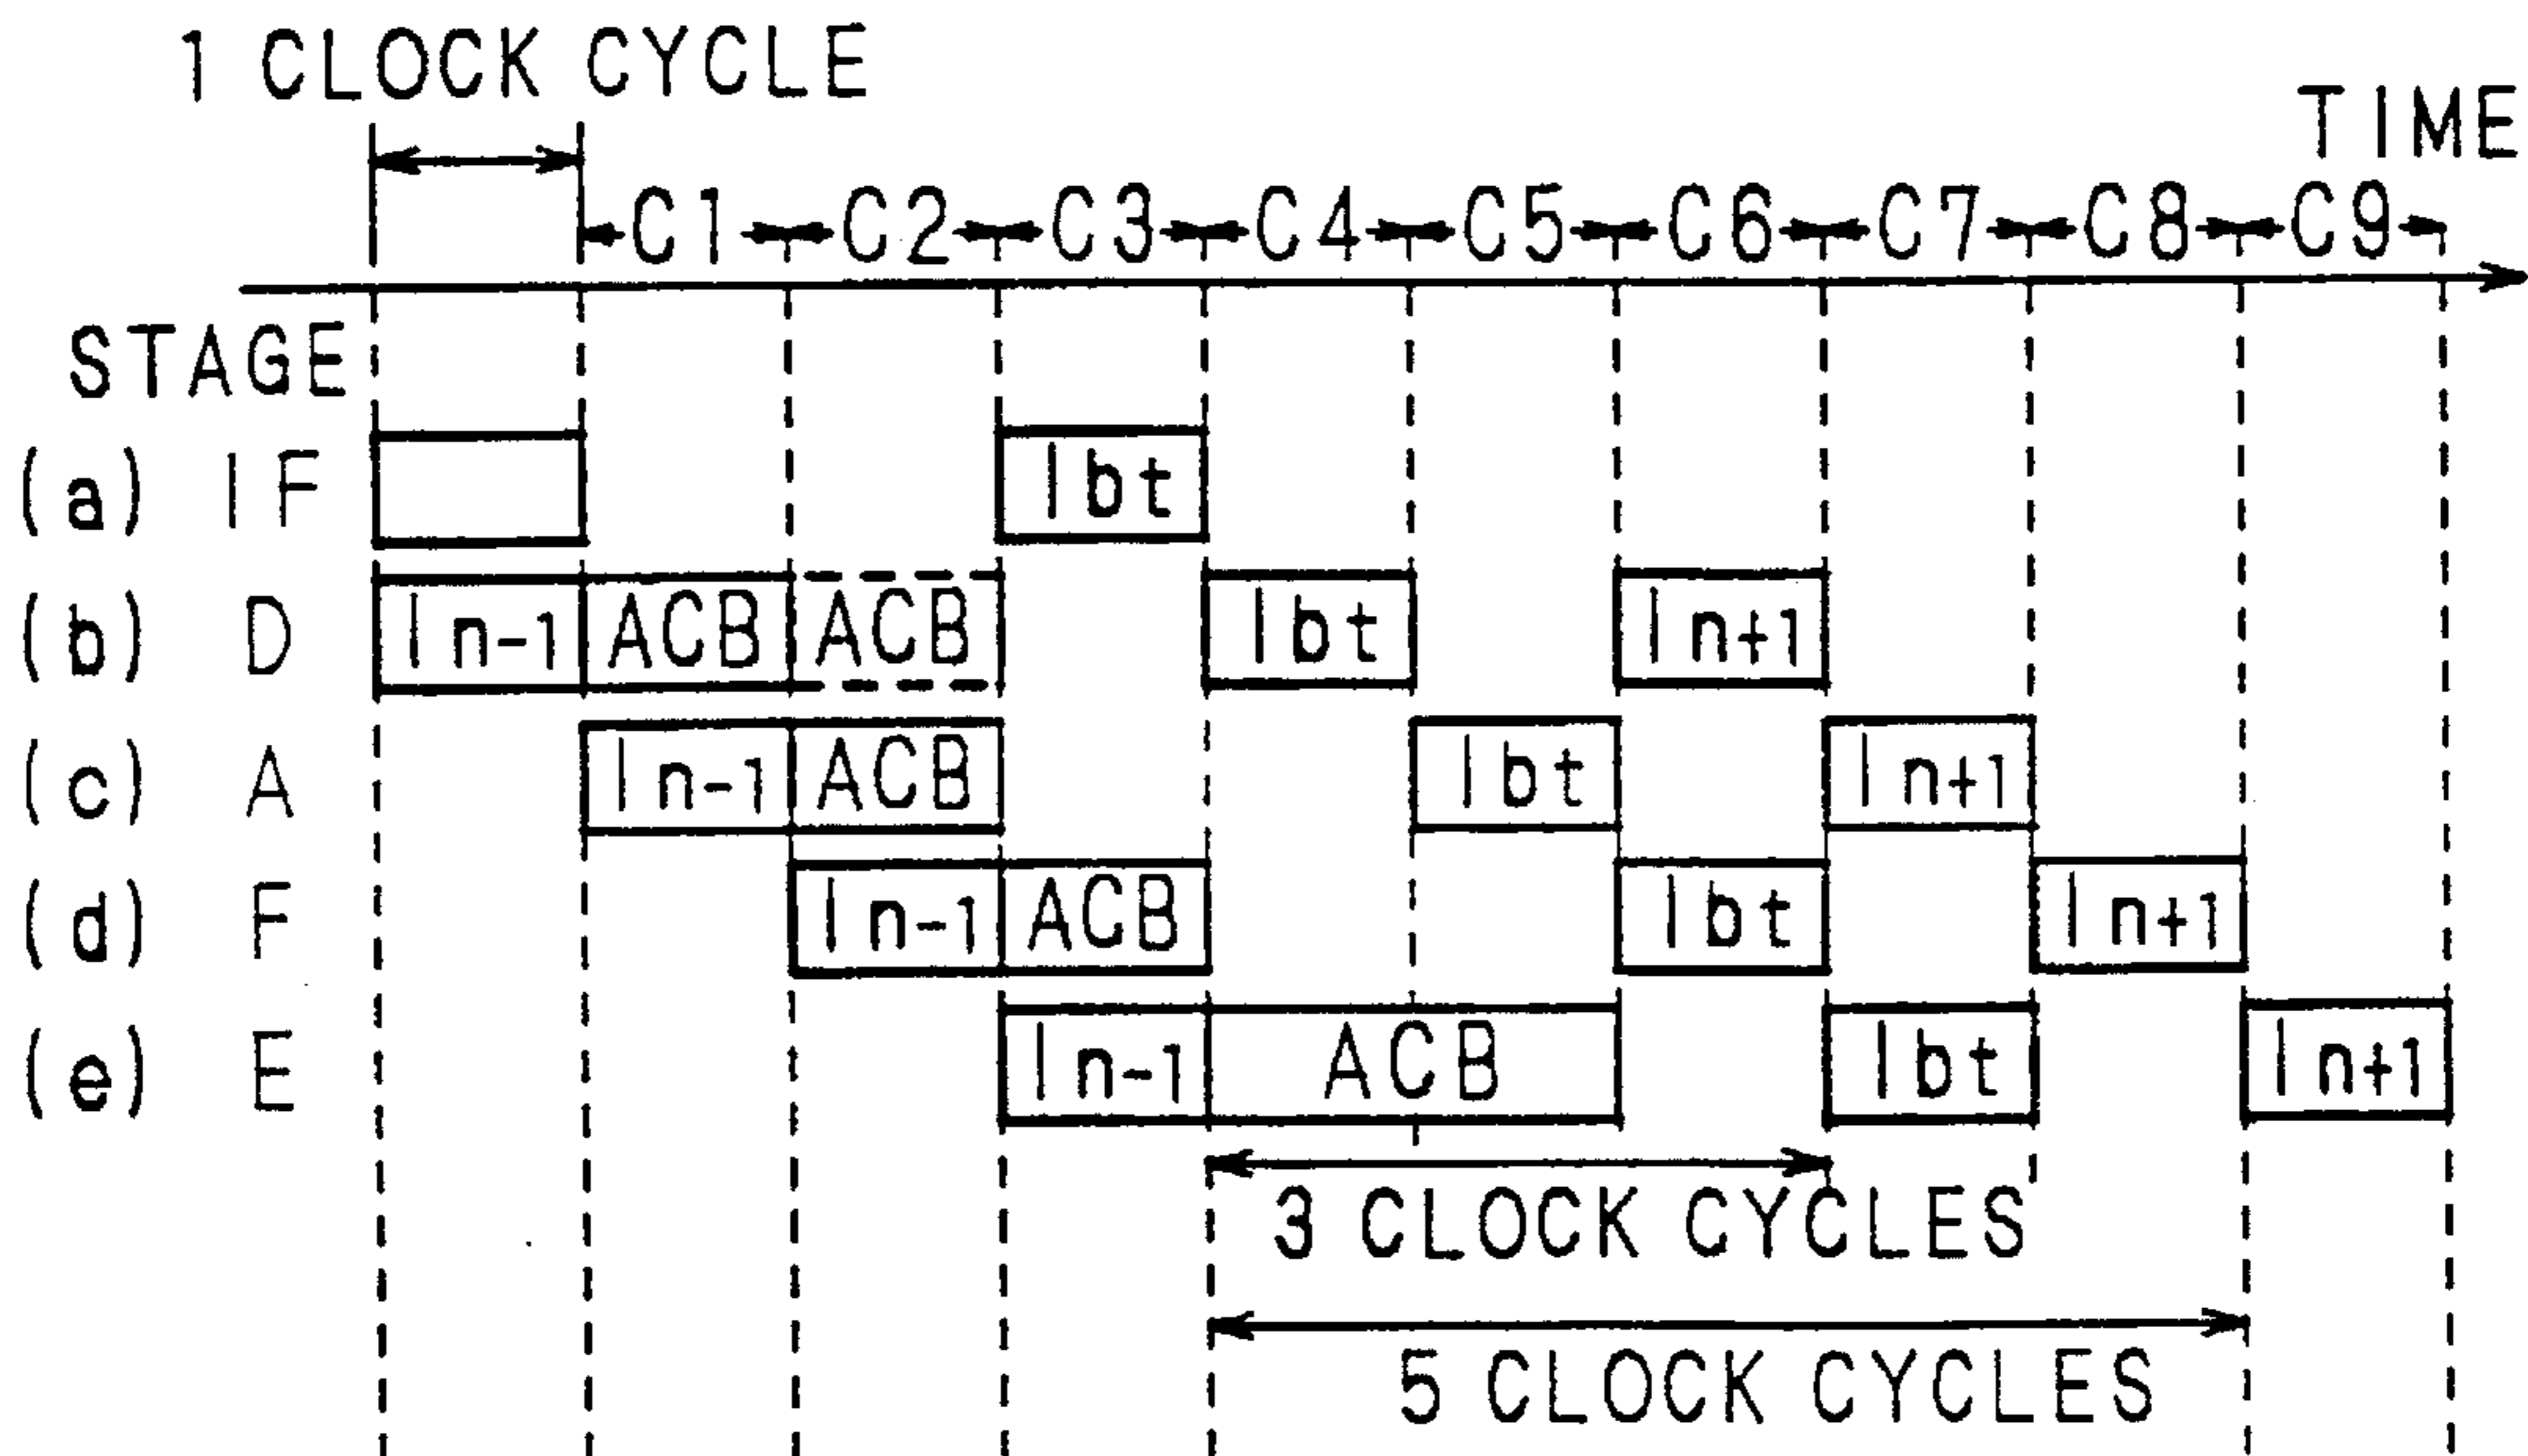 1 CLOCK CYCLE
TIME
C1 C2 C3 C4 C5 C6 C7 C8 C9
STAGE
(a) IF Ibt
(b) D In-1 ACB ACB Ibt In+1
(c) A In-1 ACB Ibt In+1
(d) F In-1 ACB Ibt In+1
(e) E In-1 ACB Ibt In+1
3 CLOCK CYCLES
5 CLOCK CYCLES